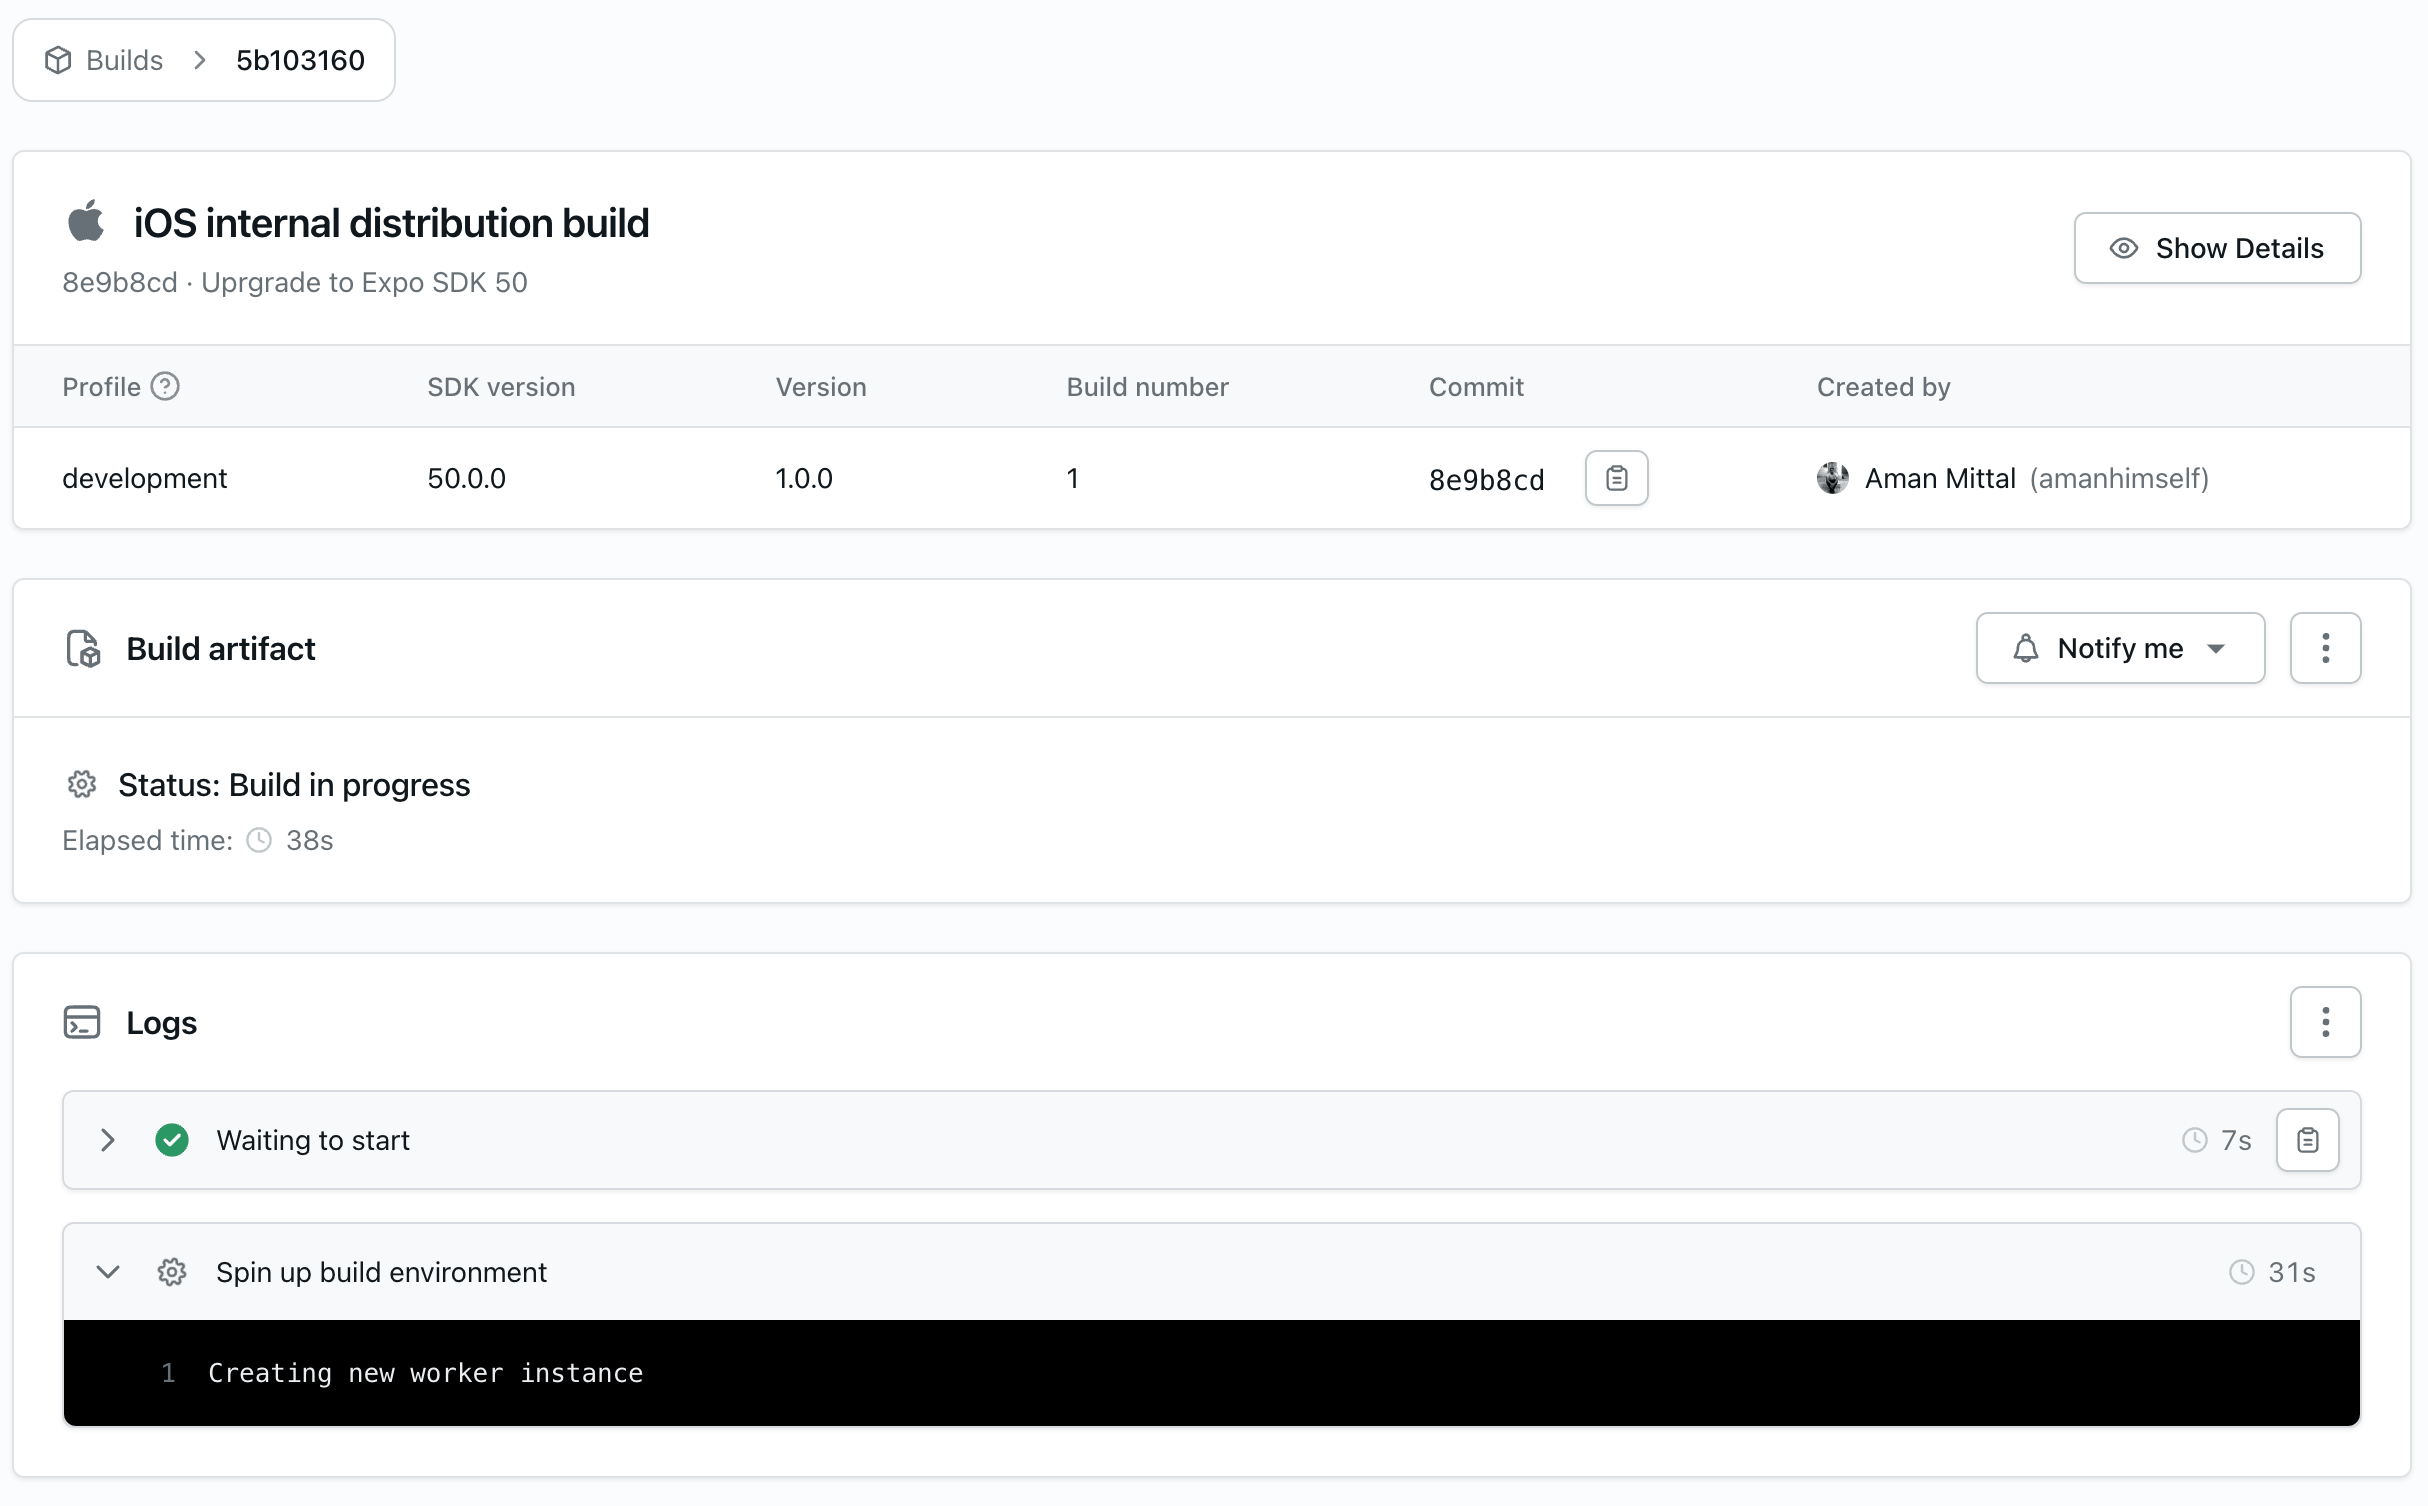 Builds > 5b103160
iOS internal distribution build
Show Details
8e9b8cd · Uprgrade to Expo SDK 50
Profile SDK version Version Build number Commit Created by
development 50.0.0 1.0.0 1 8e9b8cd Aman Mittal (amanhimself)
Build artifact Notify me
Status: Build in progress
Elapsed time: 38s
Logs
Waiting to start 7s
Spin up build environment 31s
1 Creating new worker instance